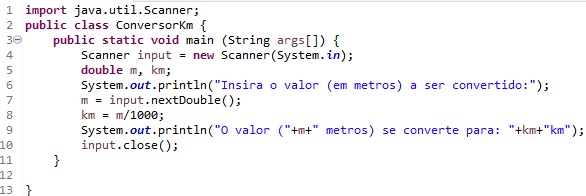 1 import java.util.Scanner;
2 public class ConversorKm {
3 public static void main (String args[]) {
4 Scanner input = new Scanner(System.in);
5 double m, km;
6 System.out.println("Insira o valor (em metros) a ser convertido:");
7 m = input.nextDouble();
8 km = m/1000;
9 System.out.println("O valor ("+m+" metros) se converte para: "+km+"km");
10 input.close();
11 }
12
13 }